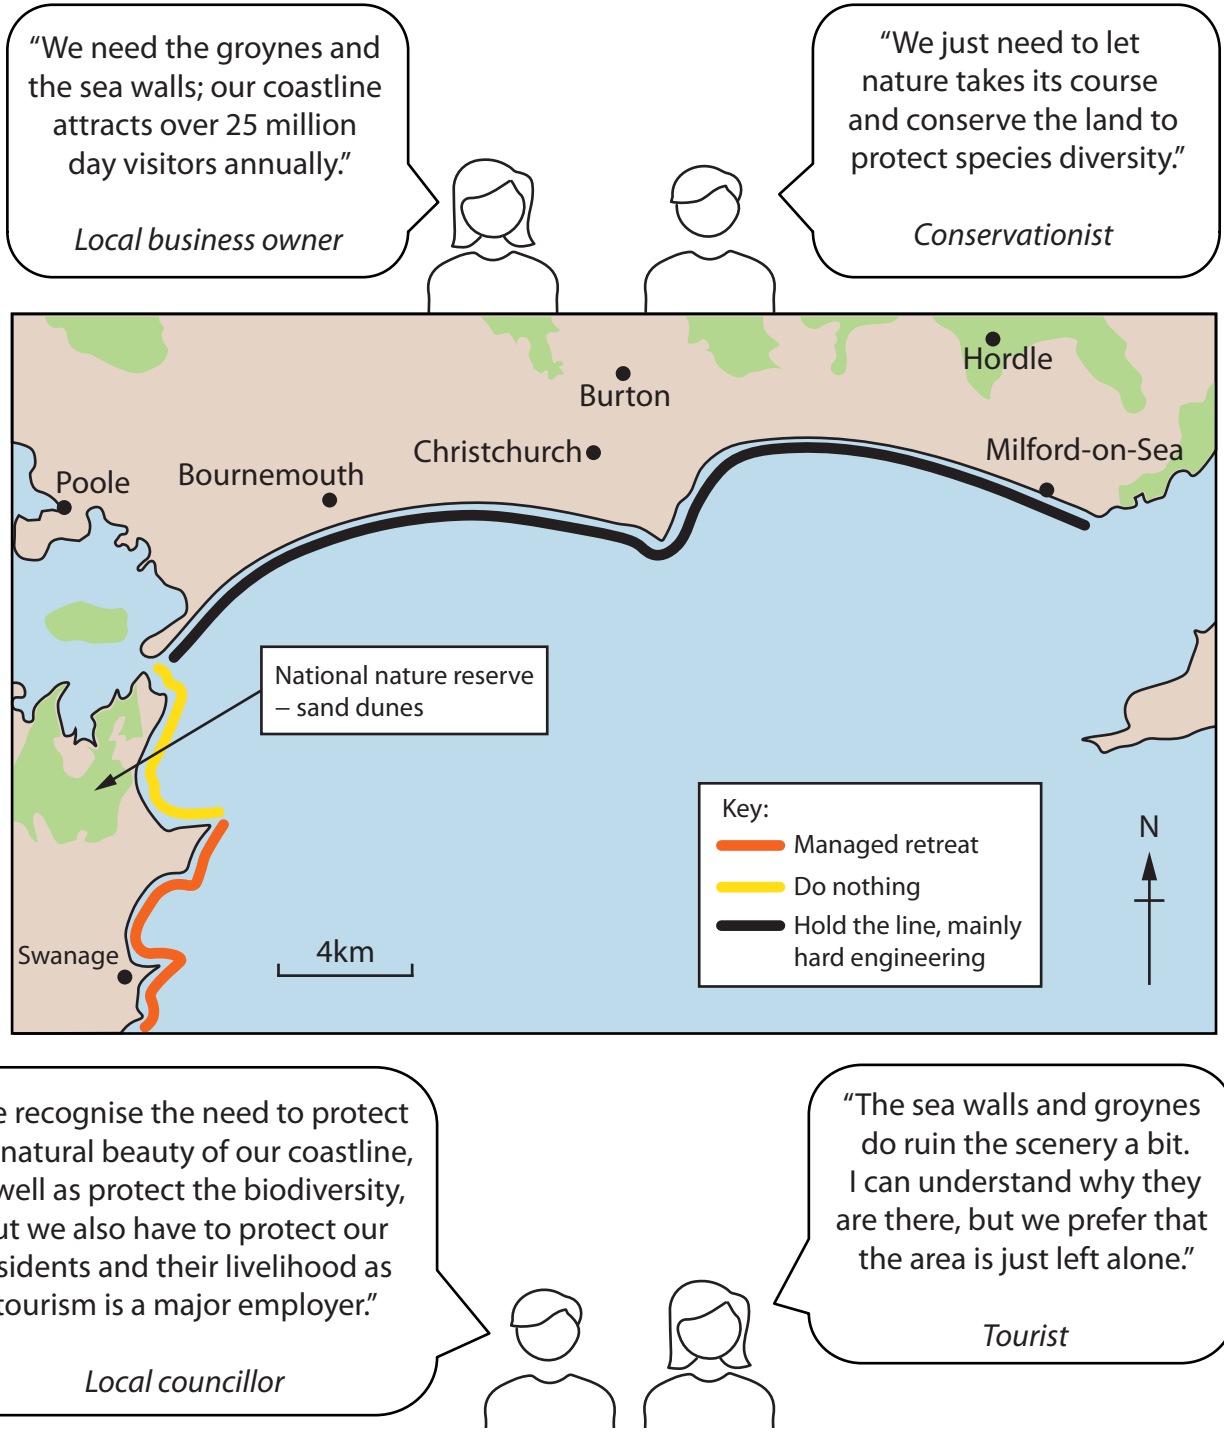 “We need the groynes and
the sea walls; our coastline
attracts over 25 million
day visitors annually.”
Local business owner
“We just need to let
nature takes its course
and conserve the land to
protect species diversity.”
Conservationist
Hordle
Burton
Christchurch
Milford-on-Sea
Bournemouth
Poole
National nature reserve
– sand dunes
Key:
Managed retreat
Do nothing
Hold the line, mainly
hard engineering
N
Swanage
4km
recognise the need to protect
natural beauty of our coastline,
well as protect the biodiversity,
we also have to protect our
and their livelihood as
tourism is a major employer.”
Local councillor
“The sea walls and groynes
do ruin the scenery a bit.
I can understand why they
are there, but we prefer that
the area is just left alone.”
Tourist